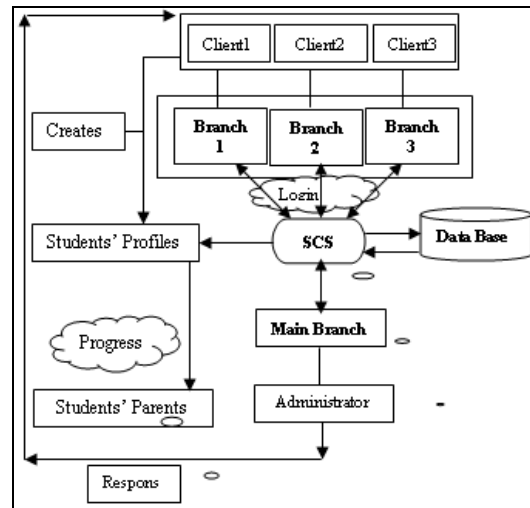 Client1
Client2
Client3
Creates
Branch
1
Branch
2
Branch
3
Login
Students' Profiles
SCS
Data Base
Progress
Main Branch
Students' Parents
Administrator
Respons